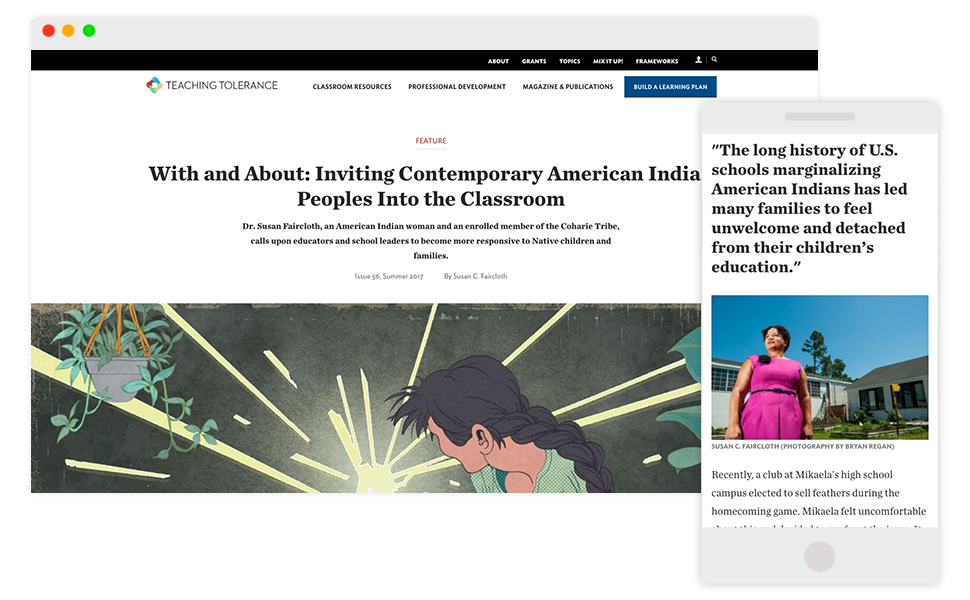 ABOUT GRANTS TOPICS MIX IT UP! FRAMEWORKS
TEACHING TOLERANCE CLASSROOM RESOURCES PROFESSIONAL DEVELOPMENT MAGAZINE & PUBLICATIONS BUILD A LEARNING PLAN
FEATURE
With and About: Inviting Contemporary American India
Peoples Into the Classroom
Dr. Susan Faircloth, an American Indian woman and an enrolled member of the Coharie Tribe,
calls upon educators and school leaders to become more responsive to Native children and
families.
Issue 56, Summer 2017 By Susan C. Faircloth
"The long history of U.S.
schools marginalizing
American Indians has led
many families to feel
unwelcome and detached
from their children's
education."
SUSAN C. FAIRCLOTH (PHOTOGRAPHY BY BRYAN REGAN)
Recently, a club at Mikaela's high school
campus elected to sell feathers during the
homecoming game. Mikaela felt uncomfortable